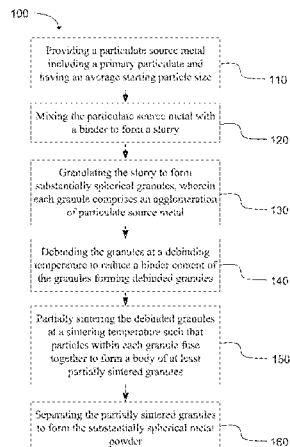 100
Providing a particulate source metal
including a primary particulate and
having an average starting particle size
110
Mixing the particulate source metal with
a binder to form a slurry
120
Granulating the slurry to form
substantially spherical granules, wherein
each granule comprises an agglomeration
of particulate source metal
130
Debinding the granules at a debinding
temperature to reduce a binder content of
the granules forming debinded granules
140
Partially sintering the debinded granules
at a sintering temperature such that
particles within each granule fuse
together to form a body of at least
partially sintered granules
150
Separating the partially sintered granules
to form the substantially spherical metal
powder
160